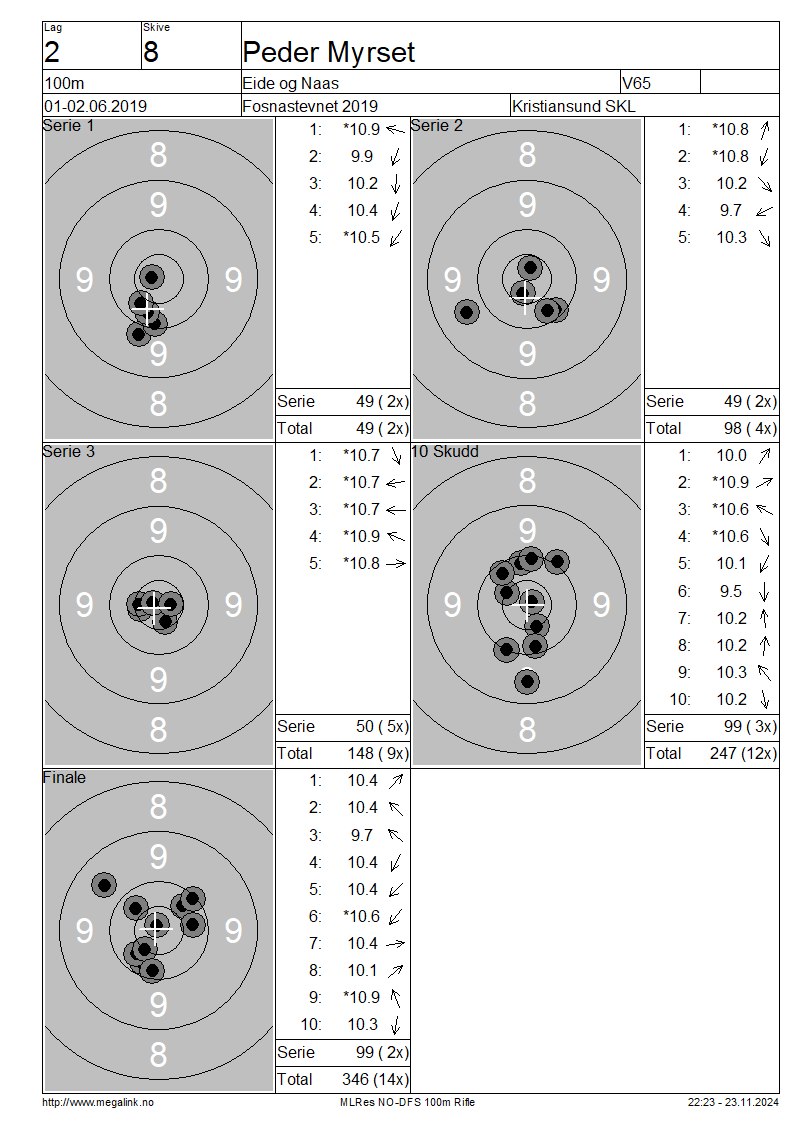 Lag Skive
2 8 Peder Myrset
100m Eide og Naas V65
01-02.06.2019 Fosnastevnet 2019 Kristiansund SKL
Serie 1
8
9
9 9
9
8
1: *10.9
2: 9.9
3: 10.2
4: 10.4
5: *10.5
Serie 49 ( 2x)
Total 49 ( 2x)
Serie 2
8
9
9 9
9
8
1: *10.8
2: *10.8
3: 10.2
4: 9.7
5: 10.3
Serie 49 ( 2x)
Total 98 ( 4x)
Serie 3
8
9
9 9
9
8
1: *10.7
2: *10.7
3: *10.7
4: *10.9
5: *10.8
Serie 50 ( 5x)
Total 148 ( 9x)
10 Skudd
8
9
9 9
8
1: 10.0
2: *10.9
3: *10.6
4: *10.6
5: 10.1
6: 9.5
7: 10.2
8: 10.2
9: 10.3
10: 10.2
Serie 99 ( 3x)
Total 247 (12x)
Finale
8
9
9 9
9
8
1: 10.4
2: 10.4
3: 9.7
4: 10.4
5: 10.4
6: *10.6
7: 10.4
8: 10.1
9: *10.9
10: 10.3
Serie 99 ( 2x)
Total 346 (14x)
http://www.megalink.no MLRes NO-DFS 100m Rifle 22:23 - 23.11.2024